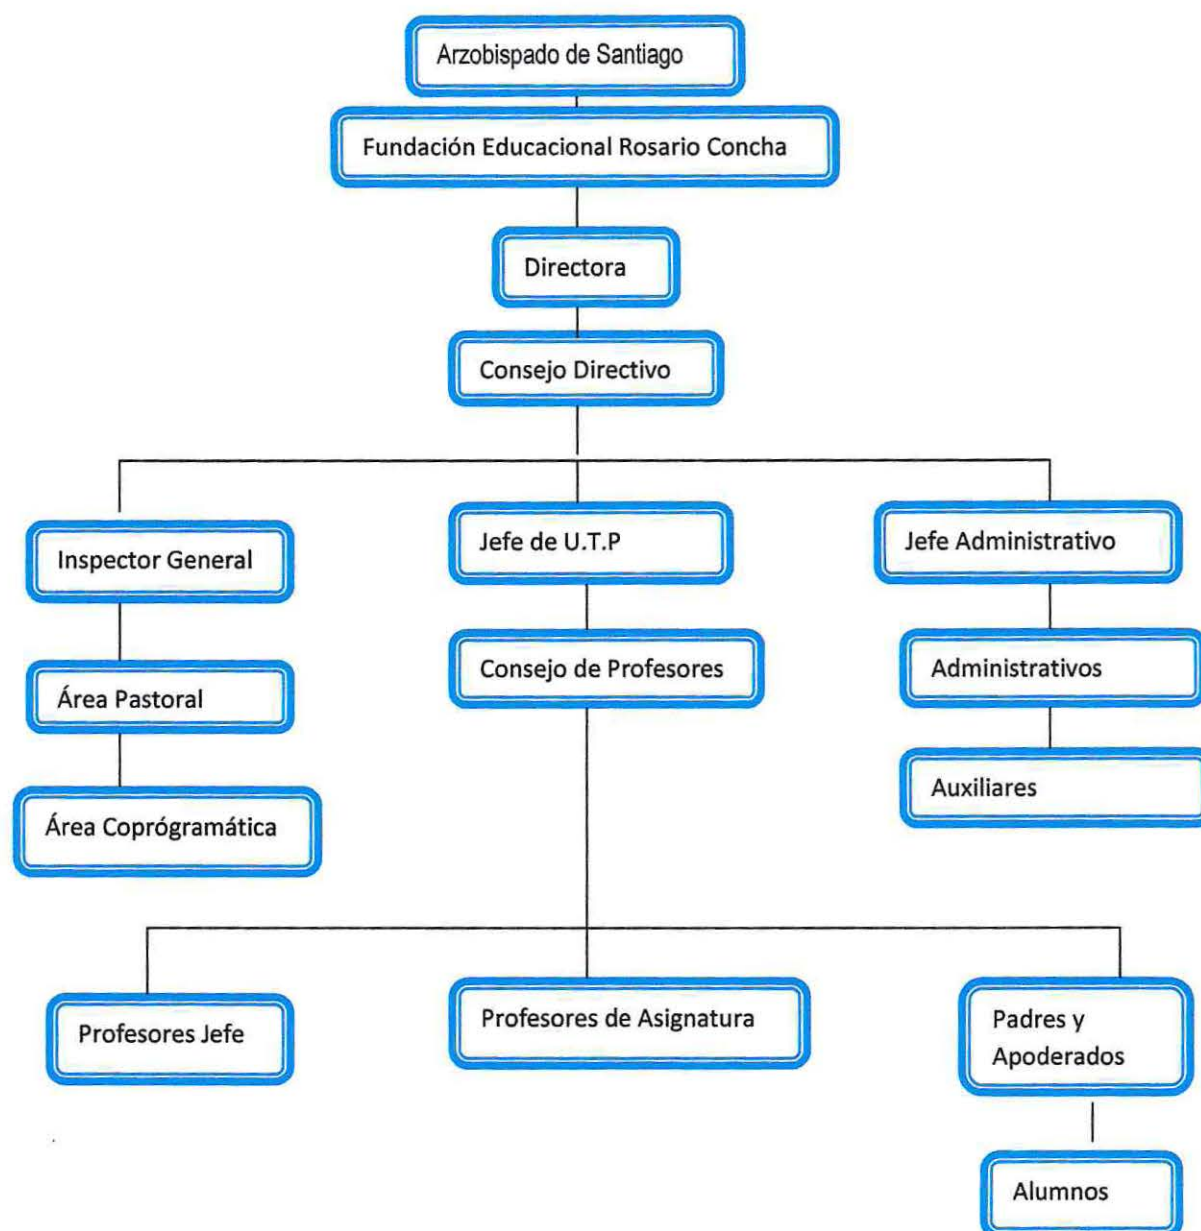 Arzobispado de Santiago
Fundación Educacional Rosario Concha
Directora
Consejo Directivo
Inspector General
Jefe de U.T.P
Jefe Administrativo
Área Pastoral
Consejo de Profesores
Administrativos
Área Coprógramática
Auxiliares
Profesores Jefe
Profesores de Asignatura
Padres y
Apoderados
Alumnos